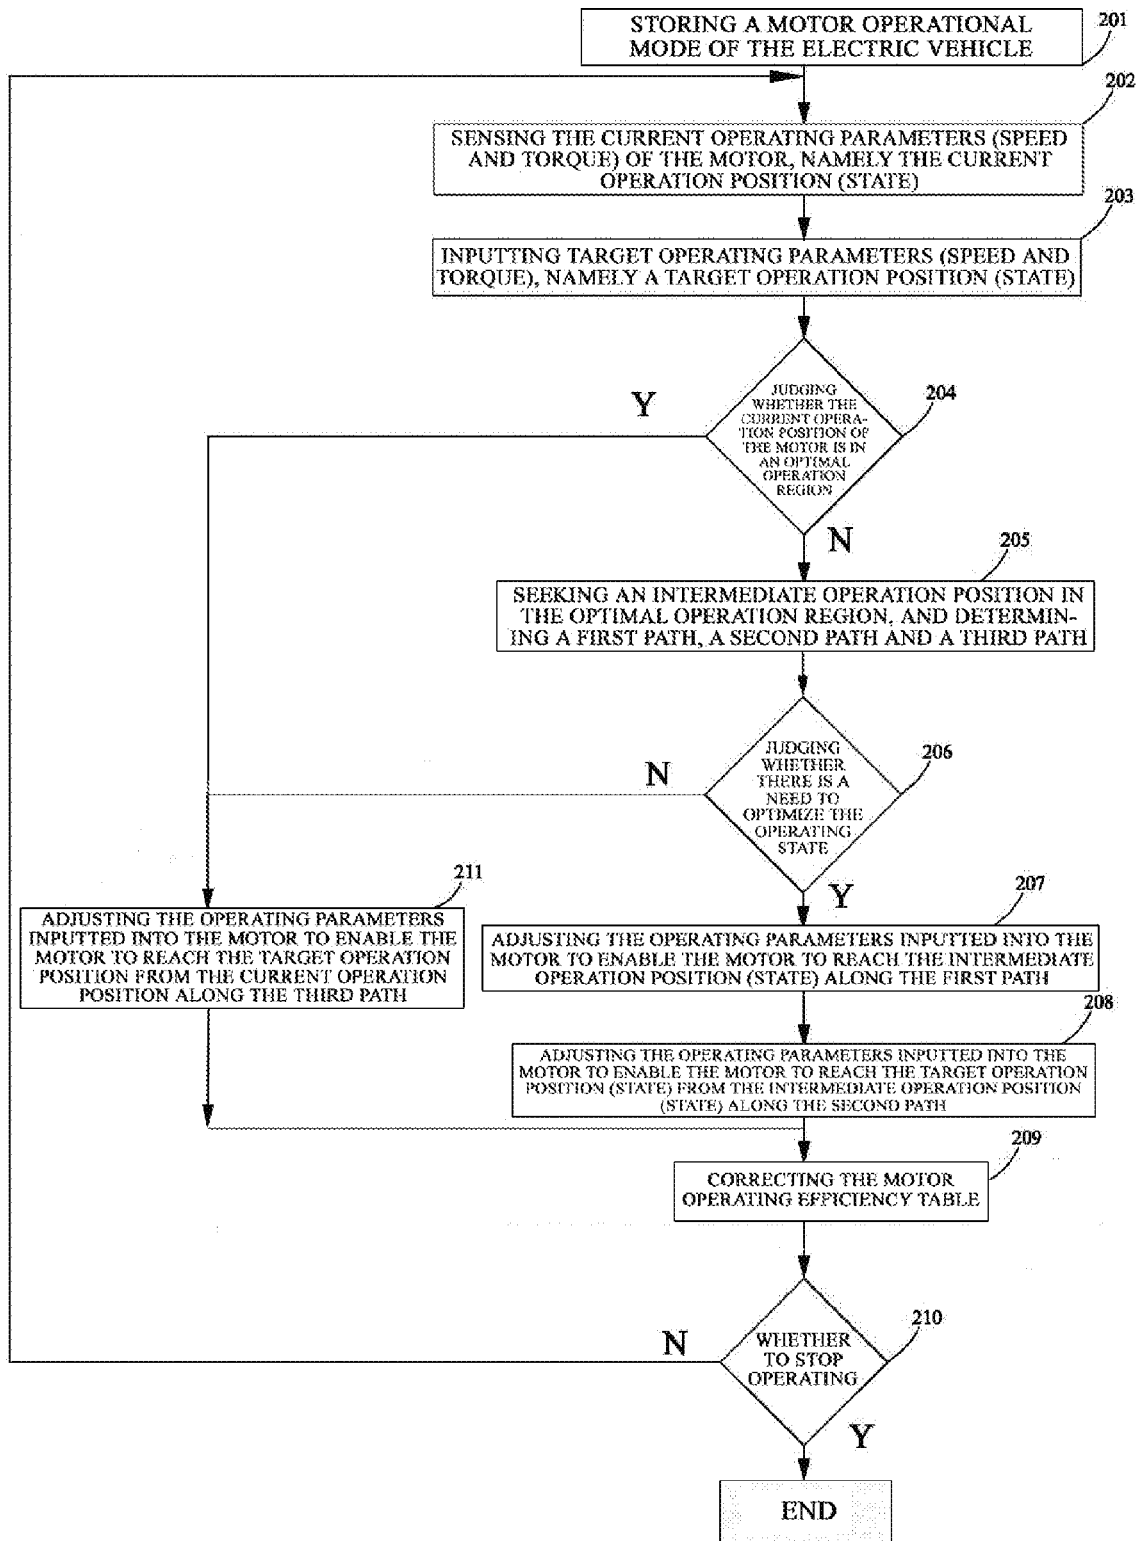 STORING A MOTOR OPERATIONAL
MODE OF THE ELECTRIC VEHICLE
201
202
SENSING THE CURRENT OPERATING PARAMETERS (SPEED
AND TORQUE) OF THE MOTOR, NAMELY THE CURRENT
OPERATION POSITION (STATE)
203
INPUTTING TARGET OPERATING PARAMETERS (SPEED AND
TORQUE), NAMELY A TARGET OPERATION POSITION (STATE)
204
JUDGING
WHETHER THE
CURRENT OPERA-
TION POSITION OF
THE MOTOR IS IN
AN OPTIMAL
OPERATION
REGION
Y
N
205
SEEKING AN INTERMEDIATE OPERATION POSITION IN
THE OPTIMAL OPERATION REGION, AND DETERMIN-
ING A FIRST PATH, A SECOND PATH AND A THIRD PATH
206
JUDGING
WHETHER
THERE IS A
NEED TO
OPTIMIZE THE
OPERATING
STATE
N
Y
211
ADJUSTING THE OPERATING PARAMETERS
INPUTTED INTO THE MOTOR TO ENABLE THE
MOTOR TO REACH THE TARGET OPERATION
POSITION FROM THE CURRENT OPERATION
POSITION ALONG THE THIRD PATH
207
ADJUSTING THE OPERATING PARAMETERS INPUTTED INTO THE
MOTOR TO ENABLE THE MOTOR TO REACH THE INTERMEDIATE
OPERATION POSITION (STATE) ALONG THE FIRST PATH
208
ADJUSTING THE OPERATING PARAMETERS INPUTTED INTO THE
MOTOR TO ENABLE THE MOTOR TO REACH THE TARGET OPERATION
POSITION (STATE) FROM THE INTERMEDIATE OPERATION POSITION
(STATE) ALONG THE SECOND PATH
209
CORRECTING THE MOTOR
OPERATING EFFICIENCY TABLE
210
WHETHER
TO STOP
OPERATING
N
Y
END